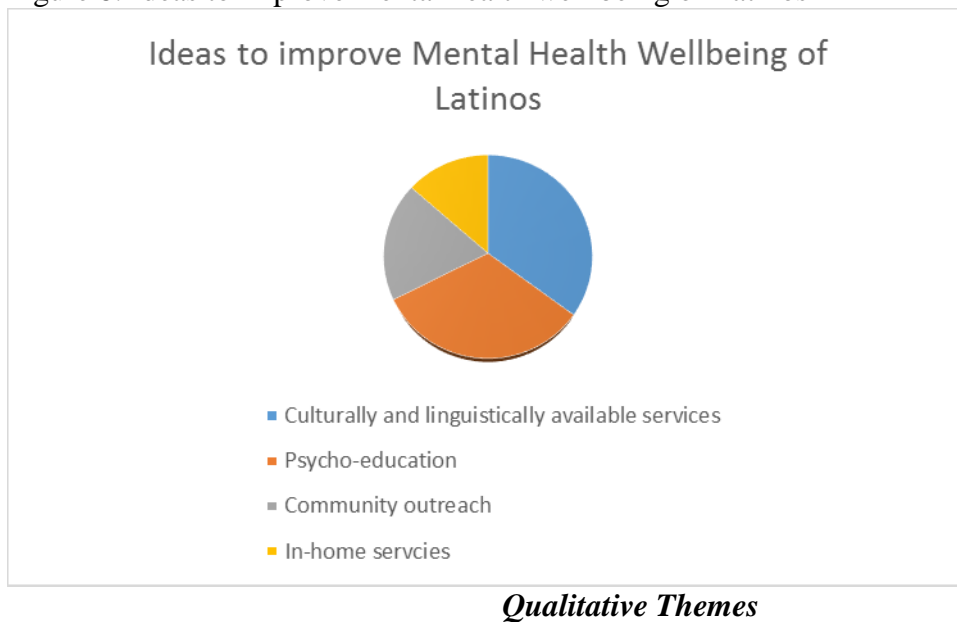 Ideas to improve Mental Health Wellbeing of
Latinos
Culturally and linguistically available services
Psycho-education
Community outreach
In-home servcies
Qualitative Themes